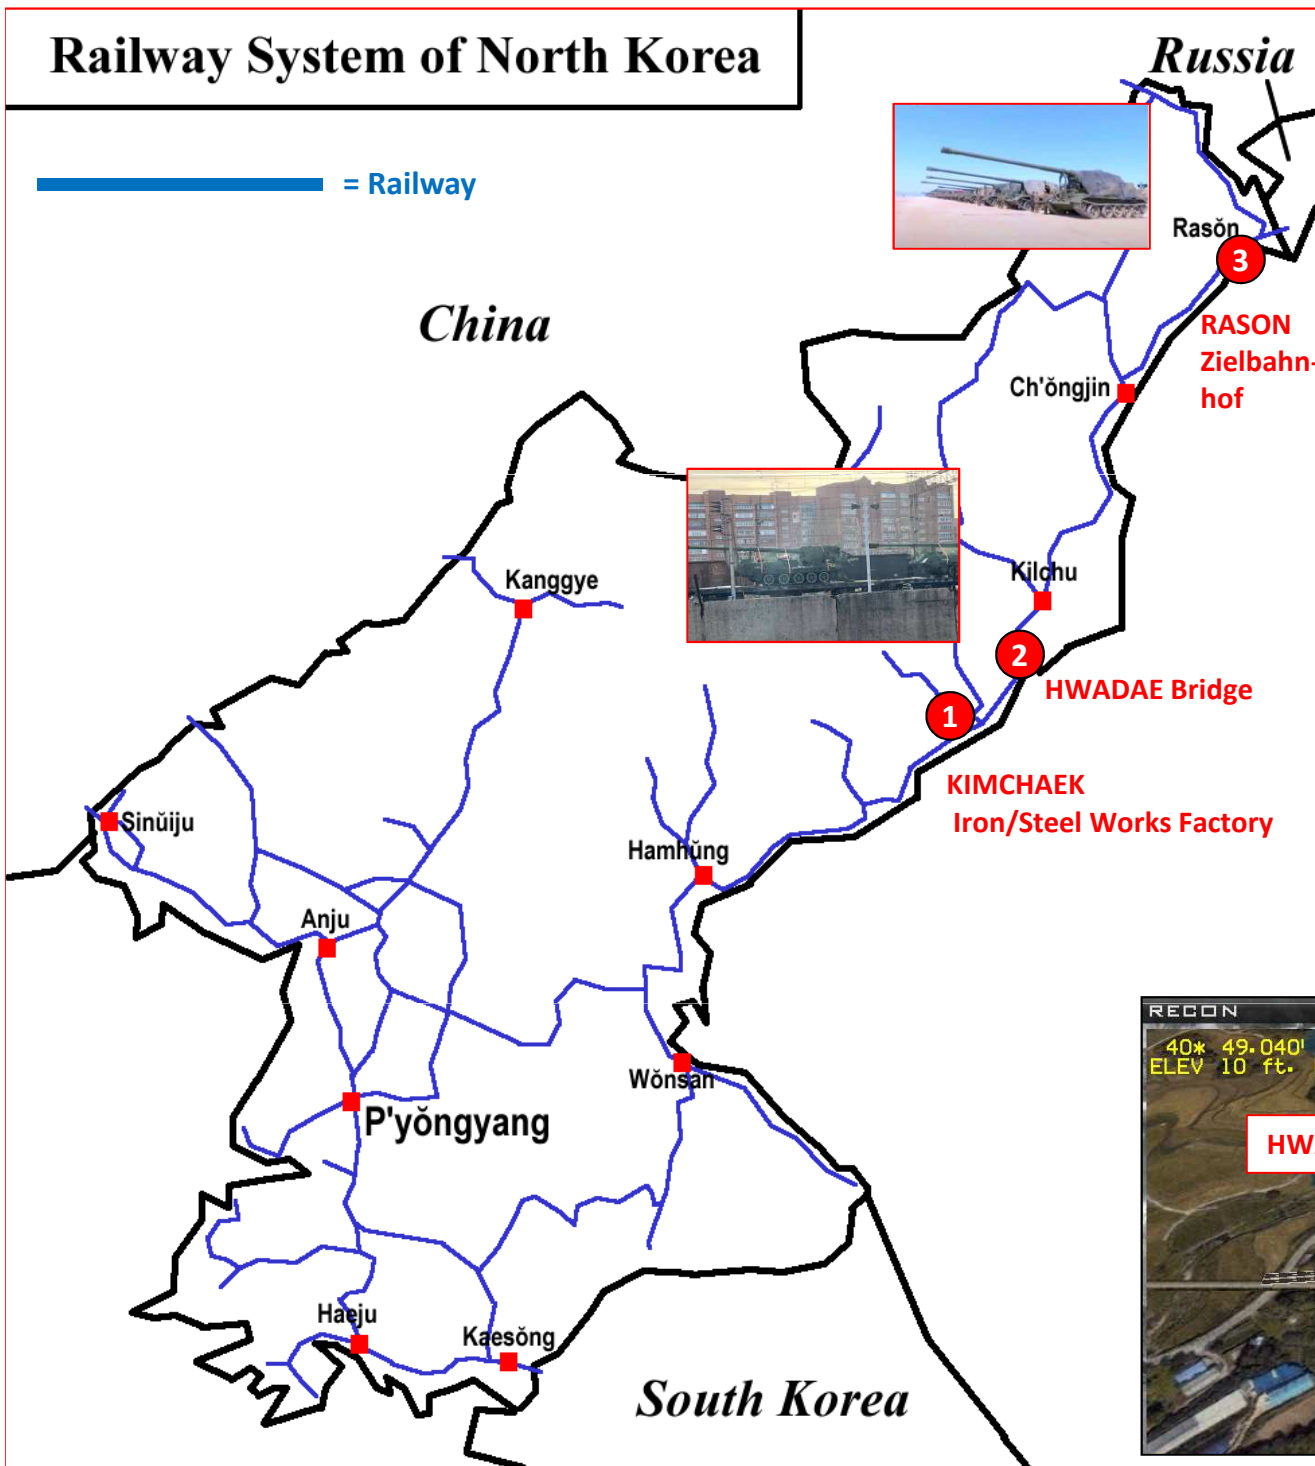 Railway System of North Korea
Russia
= Railway
Rasŏn
3
China
RASON
Zielbahn-
hof
Ch'ŏngjin
Kanggye
Kilchu
2
HWADAE Bridge
1
KIMCHAEK
Iron/Steel Works Factory
Sinŭiju
Hamhŭng
Anju
RECON
40* 49.040'
ELEV 10 ft.
Wŏnsan
P'yŏngyang
HW
Haeju
Kaesŏng
South Korea